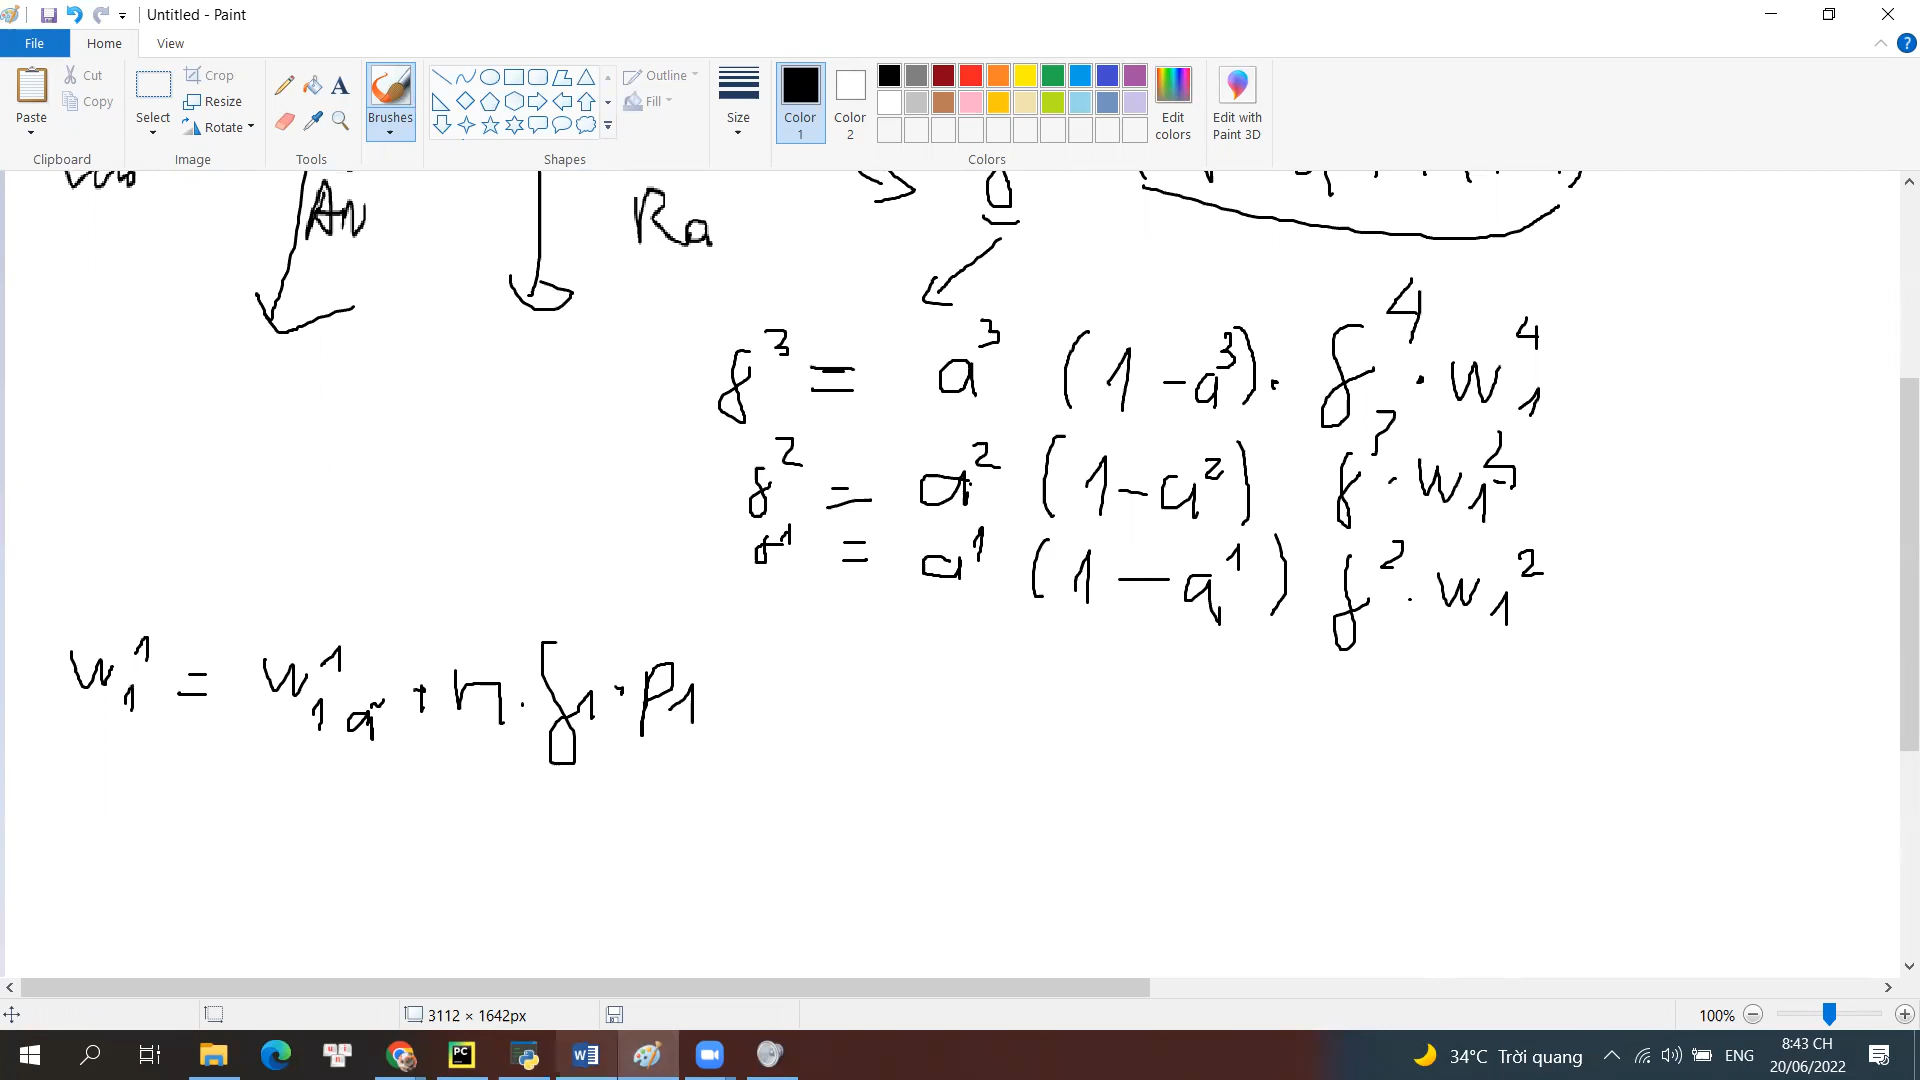 Untitled - Paint
File Home View
Paste Cut Copy Clipboard
Select Crop Resize Rotate Image
Tools
Brushes
Outline Fill Shapes
Size
Color 1 Color 2 Edit colors Edit with Paint 3D Colors
An Ra
δ³ = a³ (1 - a³) . δ⁴ . w₁⁴
δ² = a² (1 - a²) δ³ . w₁
δ¹ = a¹ (1 - a¹) δ² . w₁²
w₁¹ = w₁¹ + n . δ₁ . P₁
3112 × 1642px 100%
34°C Trời quang ENG 8:43 CH
20/06/2022